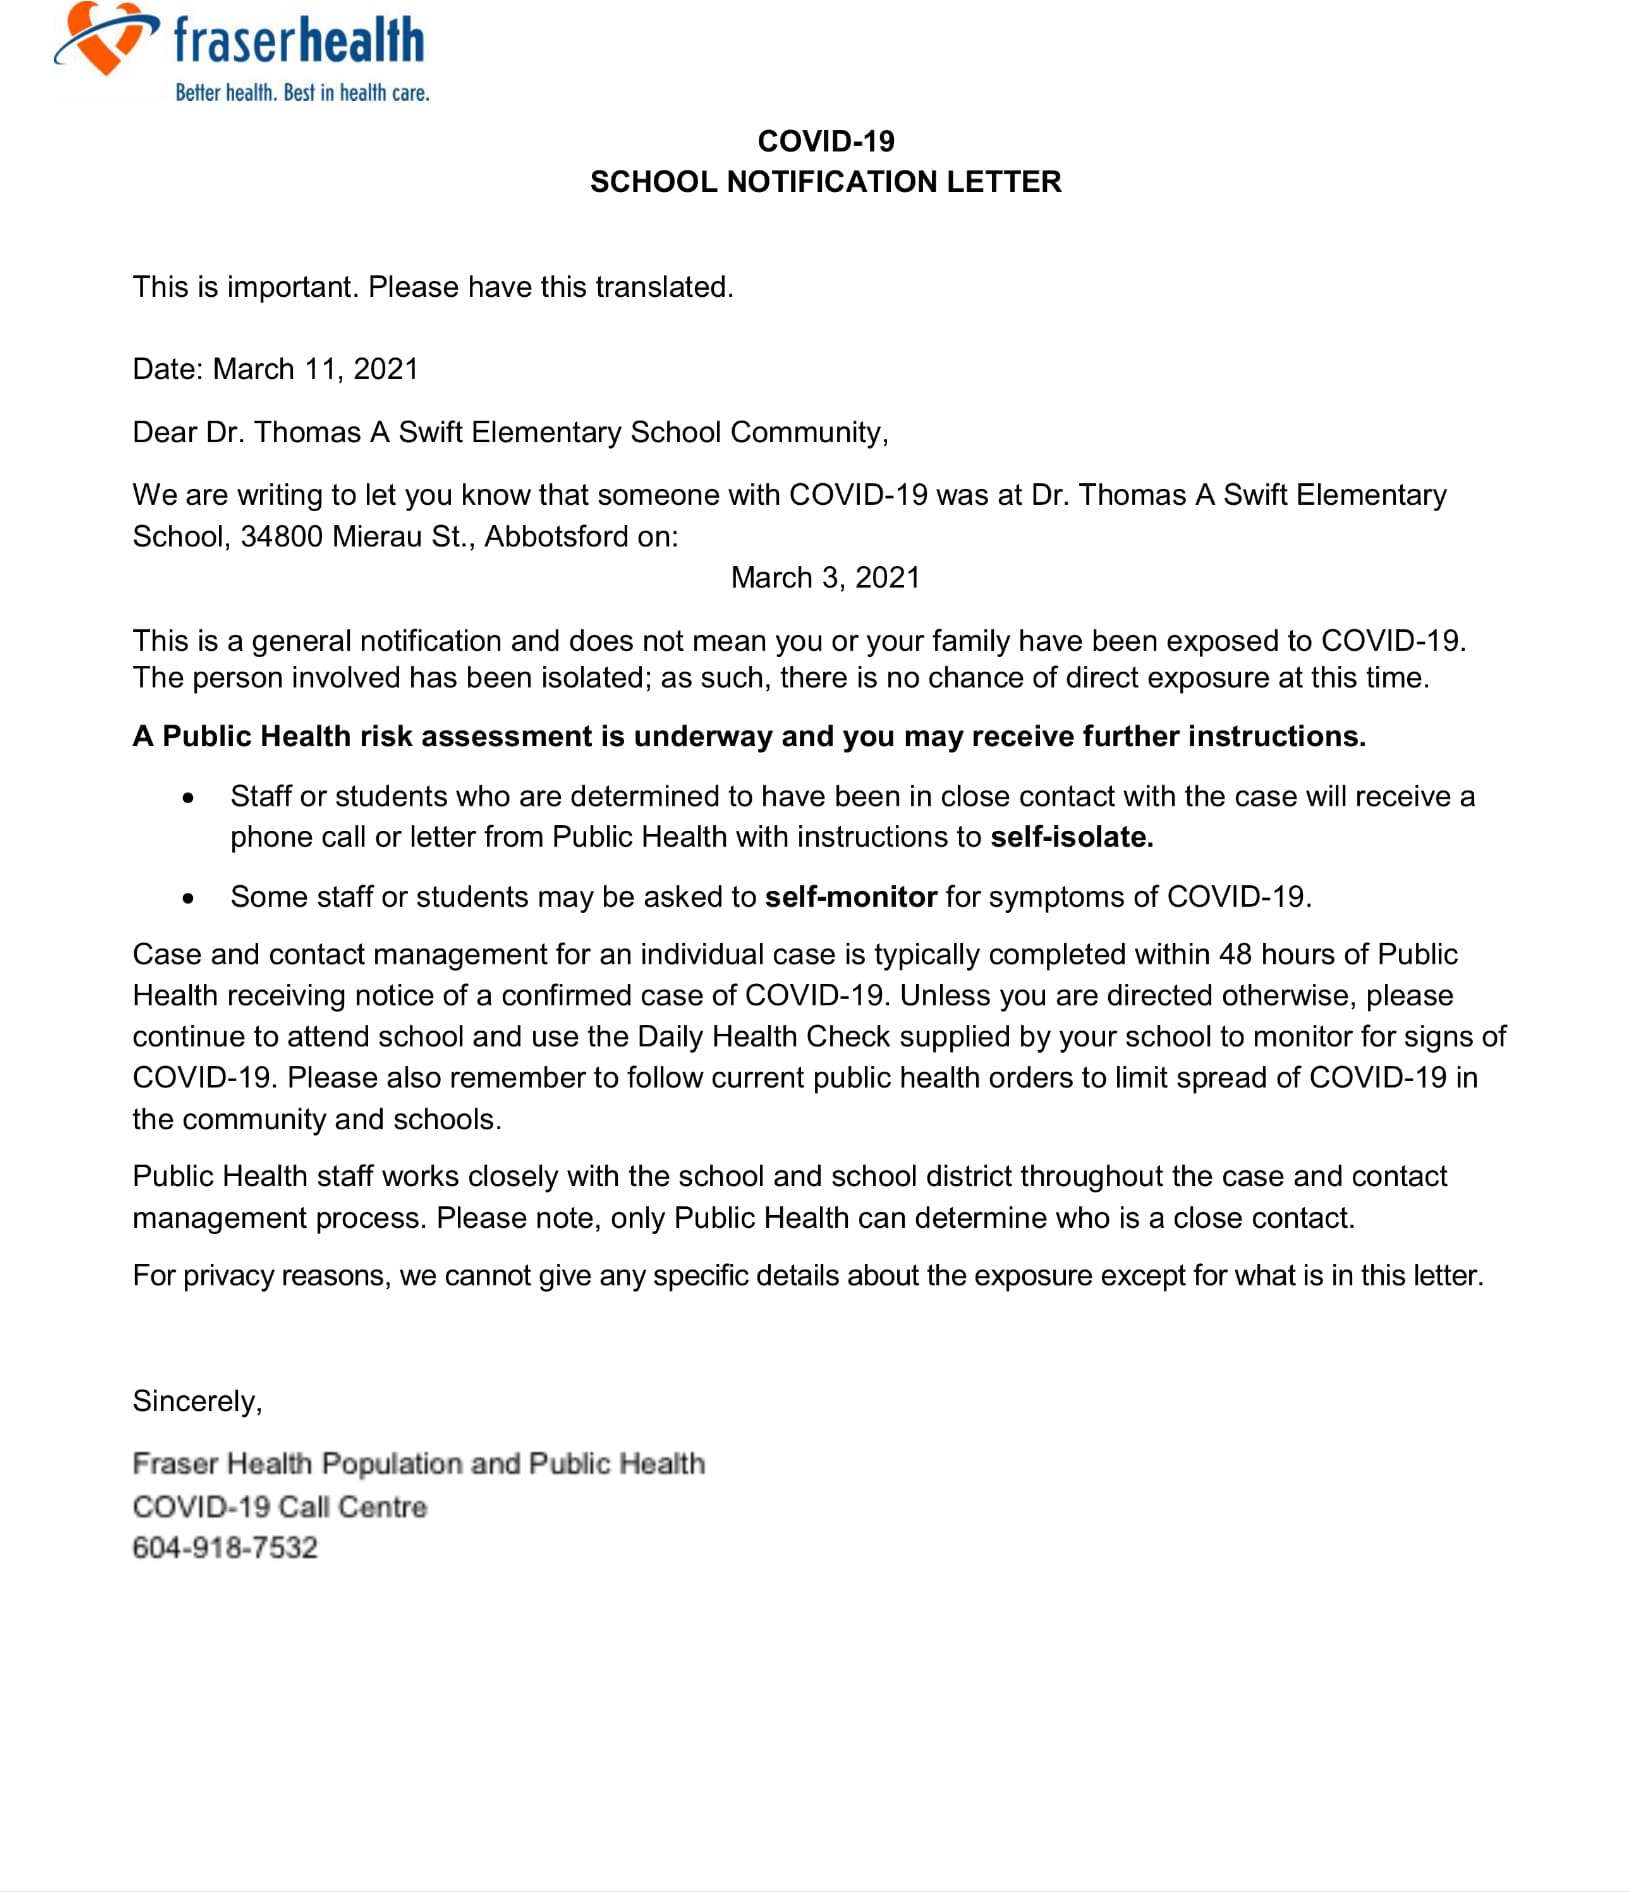 fraserhealth
Better health. Best in health care.
COVID-19
SCHOOL NOTIFICATION LETTER
This is important. Please have this translated.
Date: March 11, 2021
Dear Dr. Thomas A Swift Elementary School Community,
We are writing to let you know that someone with COVID-19 was at Dr. Thomas A Swift Elementary
School, 34800 Mierau St., Abbotsford on:
March 3, 2021
This is a general notification and does not mean you or your family have been exposed to COVID-19.
The person involved has been isolated; as such, there is no chance of direct exposure at this time.
A Public Health risk assessment is underway and you may receive further instructions.
• Staff or students who are determined to have been in close contact with the case will receive a
phone call or letter from Public Health with instructions to self-isolate.
• Some staff or students may be asked to self-monitor for symptoms of COVID-19.
Case and contact management for an individual case is typically completed within 48 hours of Public
Health receiving notice of a confirmed case of COVID-19. Unless you are directed otherwise, please
continue to attend school and use the Daily Health Check supplied by your school to monitor for signs of
COVID-19. Please also remember to follow current public health orders to limit spread of COVID-19 in
the community and schools.
Public Health staff works closely with the school and school district throughout the case and contact
management process. Please note, only Public Health can determine who is a close contact.
For privacy reasons, we cannot give any specific details about the exposure except for what is in this letter.
Sincerely,
Fraser Health Population and Public Health
COVID-19 Call Centre
604-918-7532